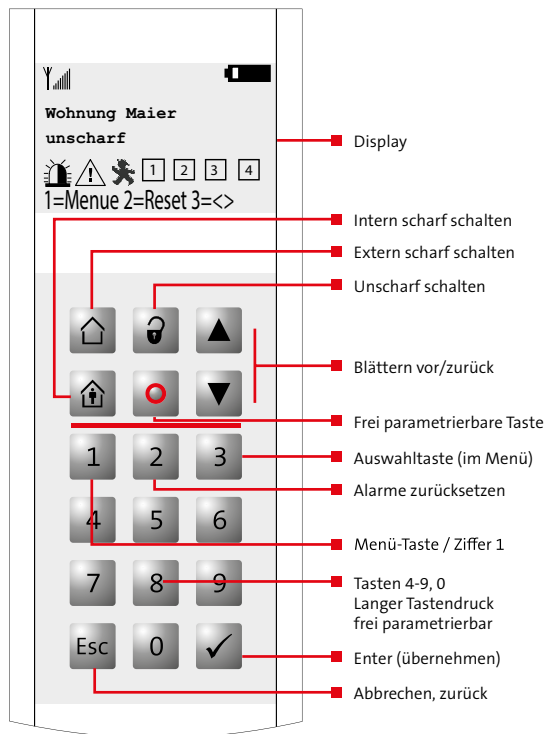 Wohnung Maier
unscharf
1 2 3 4
1=Menue 2=Reset 3=<>
Display
Intern scharf schalten
Extern scharf schalten
Unscharf schalten
Blättern vor/zurück
Frei parametrierbare Taste
Auswahltaste (im Menü)
Alarme zurücksetzen
Menü-Taste / Ziffer 1
Tasten 4-9, 0
Langer Tastendruck
frei parametrierbar
Enter (übernehmen)
Abbrechen, zurück
1 2 3
4 5 6
7 8 9
Esc 0